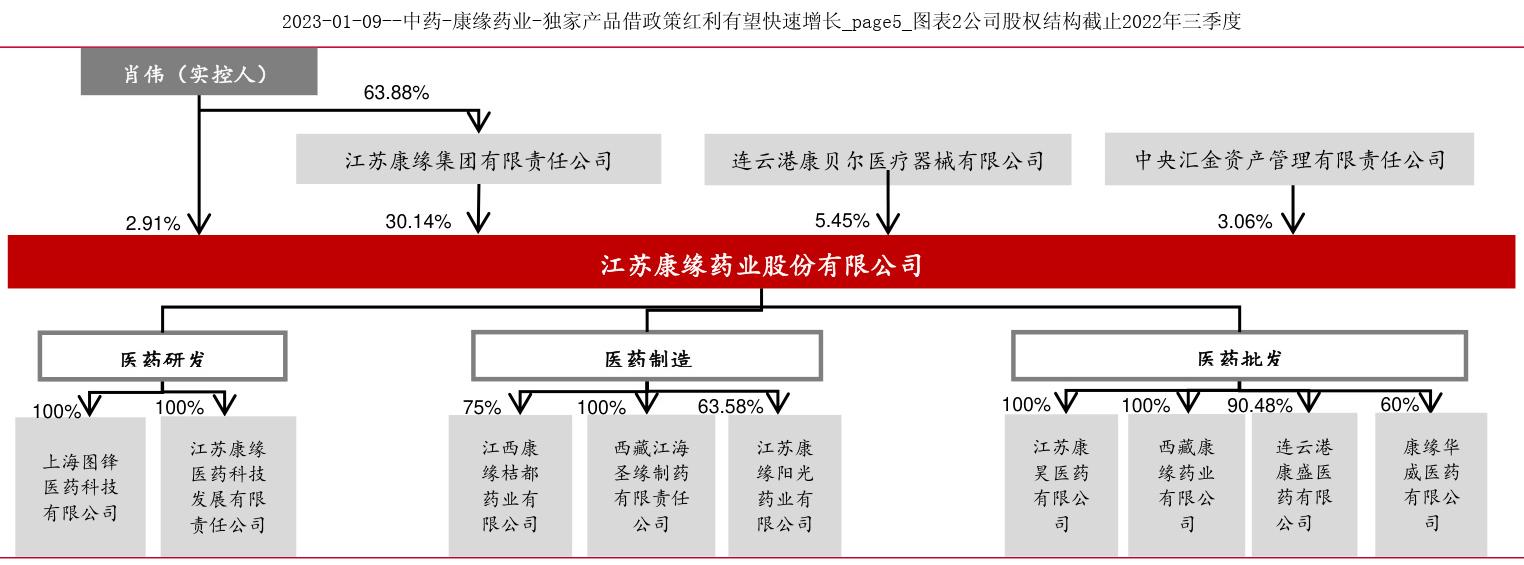 2023-01-09--中药-康缘药业-独家产品借政策红利有望快速增长_page5_图表2公司股权结构截止2022年三季度
肖伟（实控人）
63.88%
江苏康缘集团有限责任公司
连云港康贝尔医疗器械有限公司
中央汇金资产管理有限责任公司
2.91%
30.14%
5.45%
3.06%
江苏康缘药业股份有限公司
医药研发
医药制造
医药批发
100%
100%
75%
100%
63.58%
100%
100%
90.48%
60%
上海图锋
医药科技
有限公司
江苏康缘
医药科技
发展有限
责任公司
江西康
缘桔都
药业有
限公司
西藏江海
圣缘制药
有限责任
公司
江苏康
缘阳光
药业有
限公司
江苏康
昊医药
有限公
司
西藏康
缘药业
有限公
司
连云港
康盛医
药有限
公司
康缘华
威医药
有限公
司